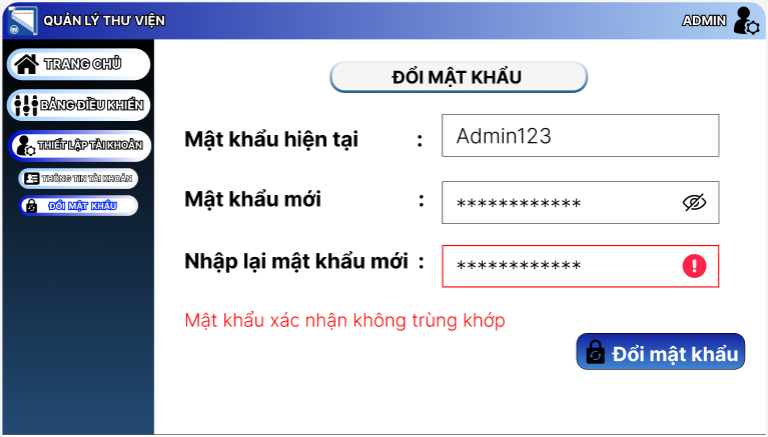 QUẢN LÝ THƯ VIỆN
ADMIN
TRANG CHỦ
BẢNG ĐIỀU KHIỂN
THIẾT LẬP TÀI KHOẢN
THÔNG TIN TÀI KHOẢN
ĐỔI MẬT KHẨU
ĐỔI MẬT KHẨU
Mật khẩu hiện tại : Admin123
Mật khẩu mới : ************
Nhập lại mật khẩu mới : ************
Mật khẩu xác nhận không trùng khớp
Đổi mật khẩu